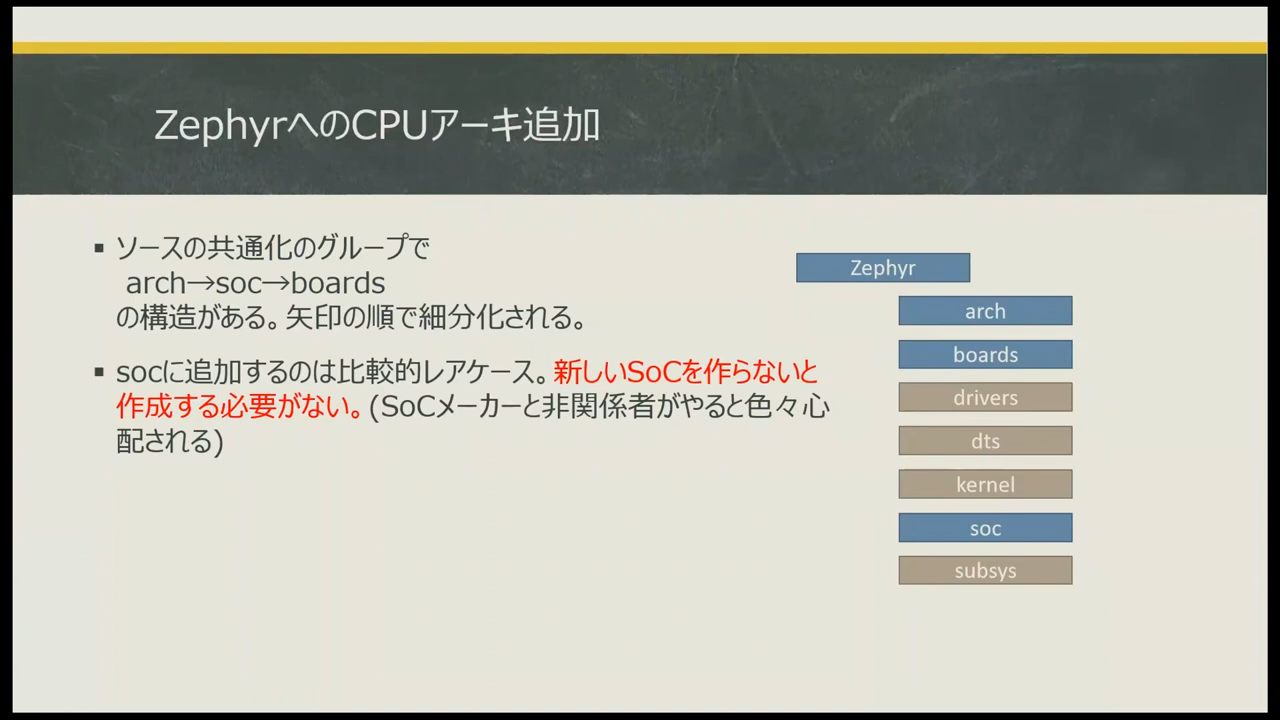 ZephyrへのCPUアーキ追加
▪ ソースの共通化のグループで
arch→soc→boards
の構造がある。矢印の順で細分化される。
▪ socに追加するのは比較的レアケース。新しいSoCを作らないと
作成する必要がない。(SoCメーカーと非関係者がやると色々心
配される)
Zephyr
arch
boards
drivers
dts
kernel
soc
subsys